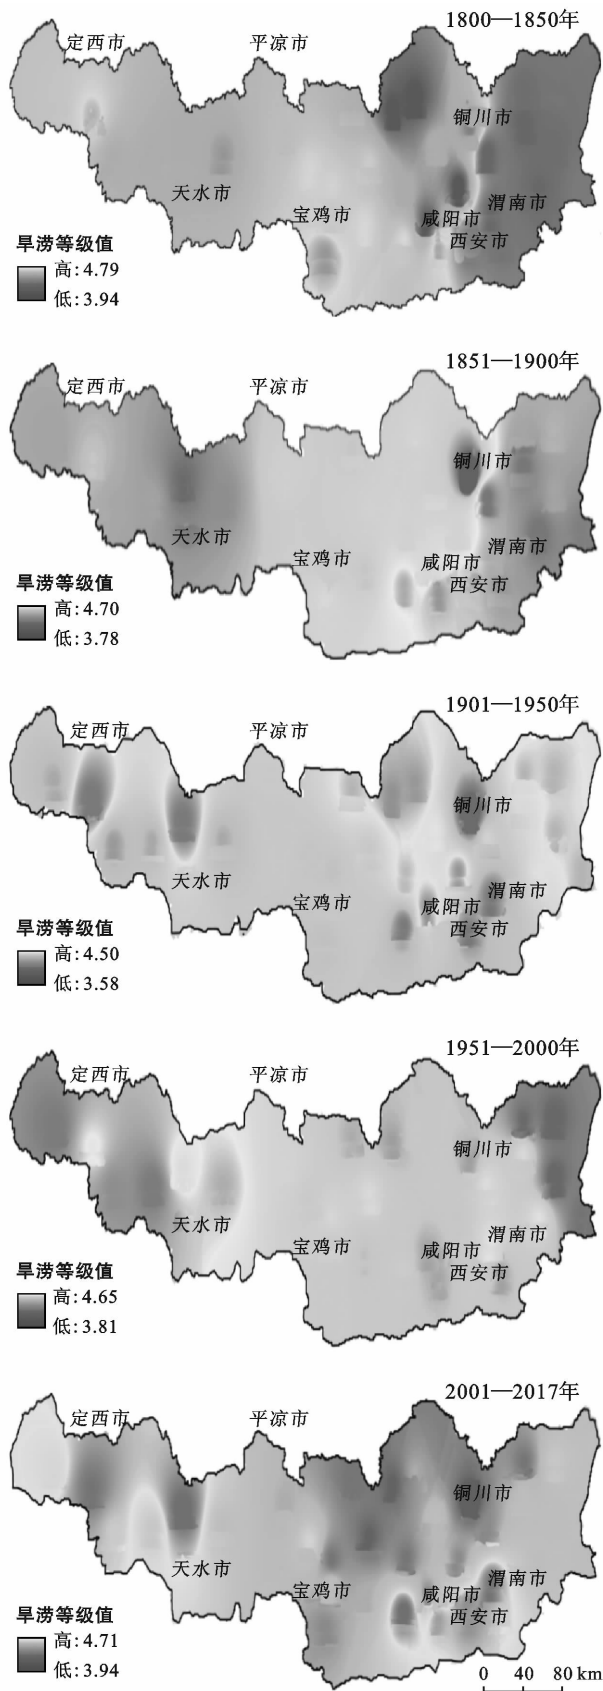 1800—1850年
定西市
平凉市
铜川市
天水市
宝鸡市
咸阳市
渭南市
西安市
旱涝等级值
高:4.79
低:3.94
1851—1900年
定西市
平凉市
铜川市
天水市
宝鸡市
咸阳市
渭南市
西安市
旱涝等级值
高:4.70
低:3.78
1901—1950年
定西市
平凉市
铜川市
天水市
宝鸡市
咸阳市
渭南市
西安市
旱涝等级值
高:4.50
低:3.58
1951—2000年
定西市
平凉市
铜川市
天水市
宝鸡市
咸阳市
渭南市
西安市
旱涝等级值
高:4.65
低:3.81
2001—2017年
定西市
平凉市
铜川市
天水市
宝鸡市
咸阳市
渭南市
西安市
旱涝等级值
高:4.71
低:3.94
0 40 80 km